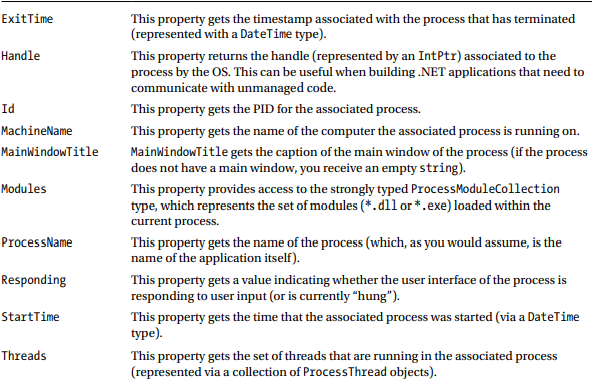 ExitTime This property gets the timestamp associated with the process that has terminated
(represented with a DateTime type).
Handle This property returns the handle (represented by an IntPtr) associated to the
process by the OS. This can be useful when building .NET applications that need to
communicate with unmanaged code.
Id This property gets the PID for the associated process.
MachineName This property gets the name of the computer the associated process is running on.
MainWindowTitle MainWindowTitle gets the caption of the main window of the process (if the process
does not have a main window, you receive an empty string).
Modules This property provides access to the strongly typed ProcessModuleCollection
type, which represents the set of modules (*.dll or *.exe) loaded within the
current process.
ProcessName This property gets the name of the process (which, as you would assume, is the
name of the application itself).
Responding This property gets a value indicating whether the user interface of the process is
responding to user input (or is currently “hung”).
StartTime This property gets the time that the associated process was started (via a DateTime
type).
Threads This property gets the set of threads that are running in the associated process
(represented via a collection of ProcessThread objects).